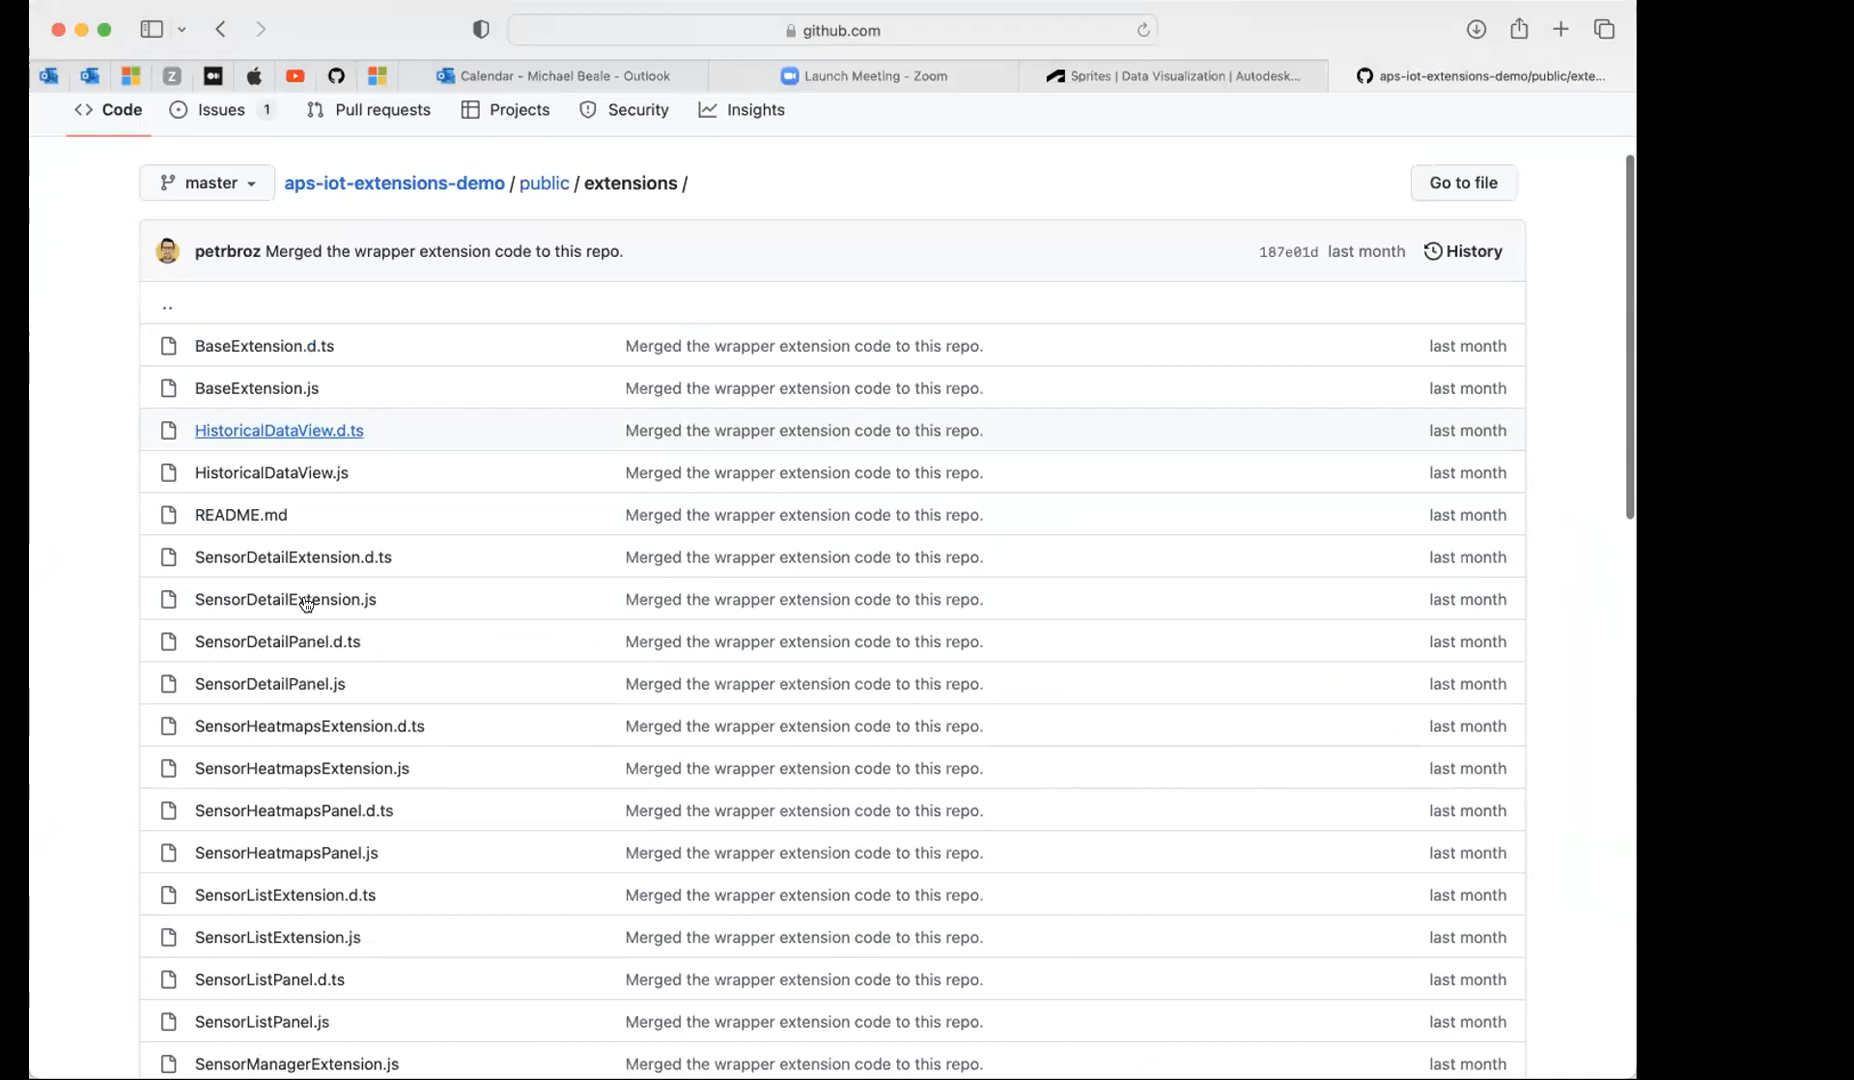 github.com
Calendar - Michael Beale - Outlook
Launch Meeting - Zoom
Sprites | Data Visualization | Autodesk...
aps-iot-extensions-demo/public/exte...
Code
Issues 1
Pull requests
Projects
Security
Insights
master
aps-iot-extensions-demo / public / extensions /
Go to file
petrbroz Merged the wrapper extension code to this repo.
187e01d last month
History
..
BaseExtension.d.ts Merged the wrapper extension code to this repo. last month
BaseExtension.js Merged the wrapper extension code to this repo. last month
HistoricalDataView.d.ts Merged the wrapper extension code to this repo. last month
HistoricalDataView.js Merged the wrapper extension code to this repo. last month
README.md Merged the wrapper extension code to this repo. last month
SensorDetailExtension.d.ts Merged the wrapper extension code to this repo. last month
SensorDetailExtension.js Merged the wrapper extension code to this repo. last month
SensorDetailPanel.d.ts Merged the wrapper extension code to this repo. last month
SensorDetailPanel.js Merged the wrapper extension code to this repo. last month
SensorHeatmapsExtension.d.ts Merged the wrapper extension code to this repo. last month
SensorHeatmapsExtension.js Merged the wrapper extension code to this repo. last month
SensorHeatmapsPanel.d.ts Merged the wrapper extension code to this repo. last month
SensorHeatmapsPanel.js Merged the wrapper extension code to this repo. last month
SensorListExtension.d.ts Merged the wrapper extension code to this repo. last month
SensorListExtension.js Merged the wrapper extension code to this repo. last month
SensorListPanel.d.ts Merged the wrapper extension code to this repo. last month
SensorListPanel.js Merged the wrapper extension code to this repo. last month
SensorManagerExtension.js Merged the wrapper extension code to this repo. last month